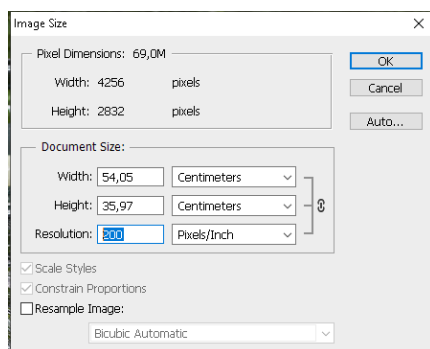 Image Size
Pixel Dimensions: 69,0M
OK
Width: 4256 pixels
Cancel
Height: 2832 pixels
Auto...
Document Size:
Width: 54,05 Centimeters
Height: 35,97 Centimeters
Resolution: 200 Pixels/Inch
Scale Styles
Constrain Proportions
Resample Image:
Bicubic Automatic